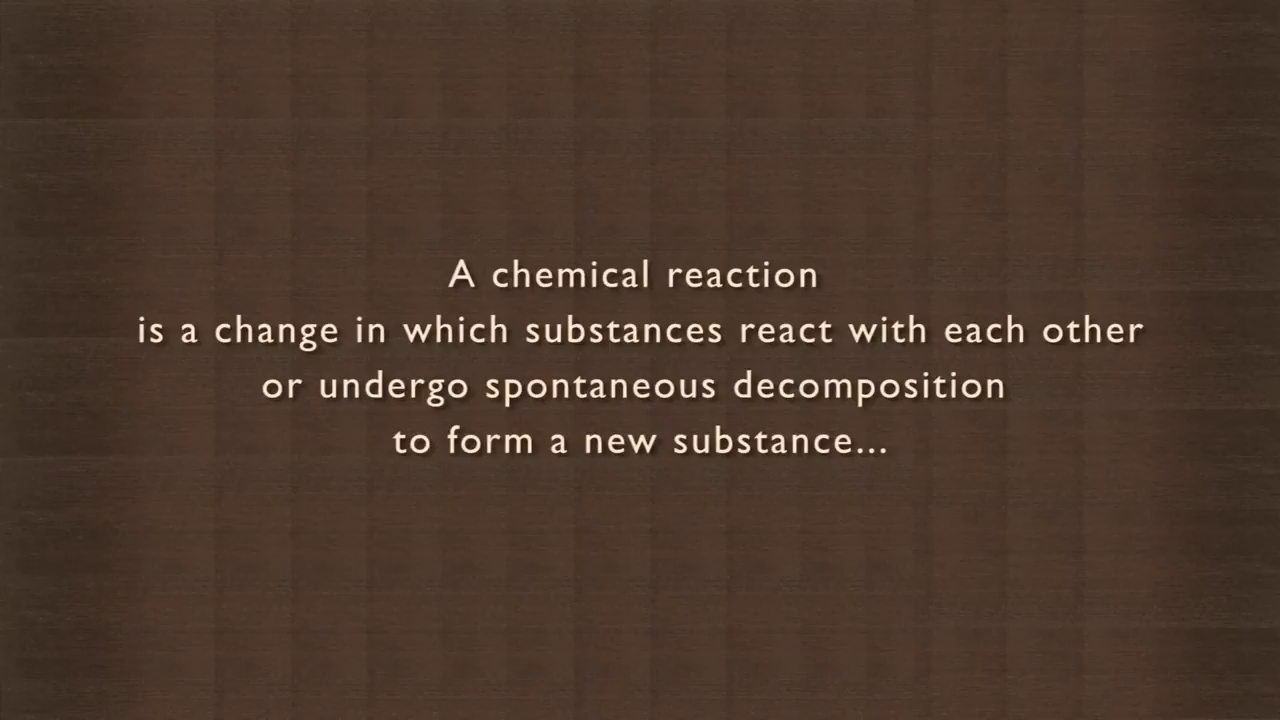 A chemical reaction
is a change in which substances react with each other
or undergo spontaneous decomposition
to form a new substance...